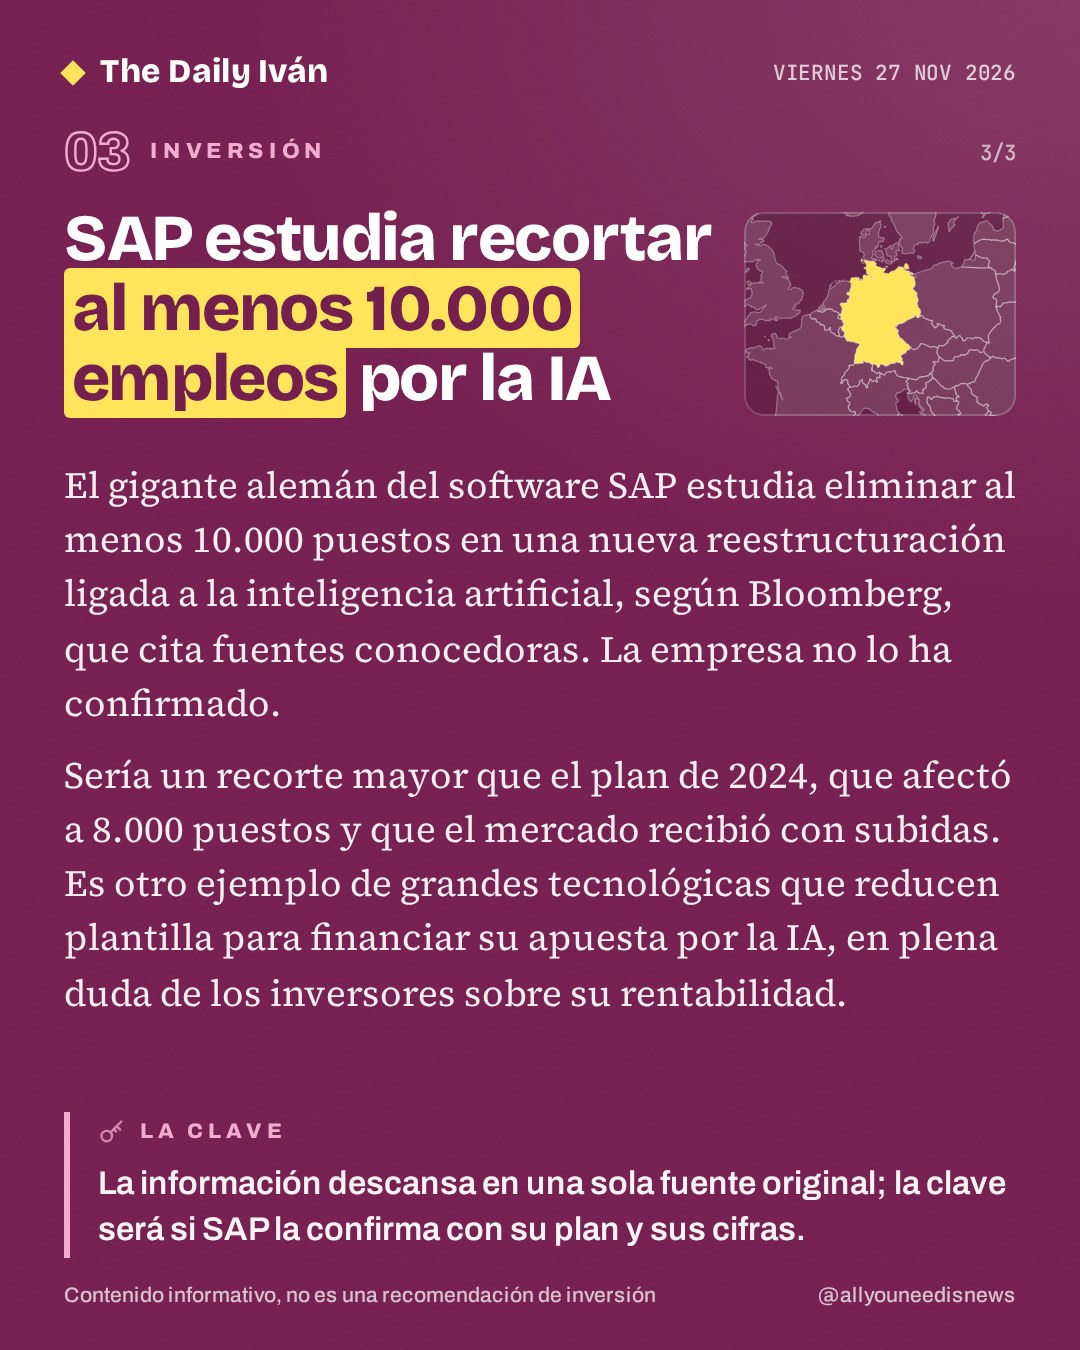 The Daily Iván
VIERNES 27 NOV 2026
03 INVERSIÓN
3/3
SAP estudia recortar
al menos 10.000
empleos por la IA
El gigante alemán del software SAP estudia eliminar al
menos 10.000 puestos en una nueva reestructuración
ligada a la inteligencia artificial, según Bloomberg,
que cita fuentes conocedoras. La empresa no lo ha
confirmado.
Sería un recorte mayor que el plan de 2024, que afectó
a 8.000 puestos y que el mercado recibió con subidas.
Es otro ejemplo de grandes tecnológicas que reducen
plantilla para financiar su apuesta por la IA, en plena
duda de los inversores sobre su rentabilidad.
LA CLAVE
La información descansa en una sola fuente original; la clave
será si SAP la confirma con su plan y sus cifras.
Contenido informativo, no es una recomendación de inversión
@allyouneedisnews